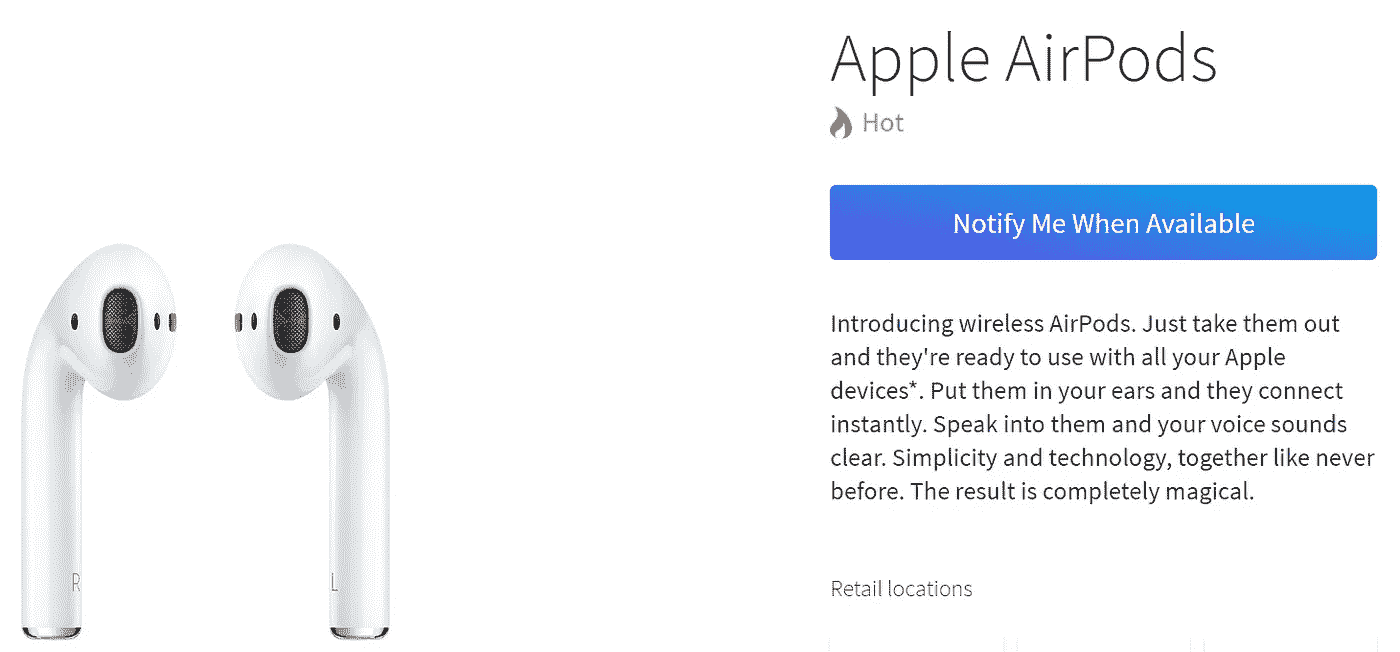 Apple AirPods
Hot
Notify Me When Available
Introducing wireless AirPods. Just take them out
and they're ready to use with all your Apple
devices*. Put them in your ears and they connect
instantly. Speak into them and your voice sounds
clear. Simplicity and technology, together like never
before. The result is completely magical.
R
L
Retail locations